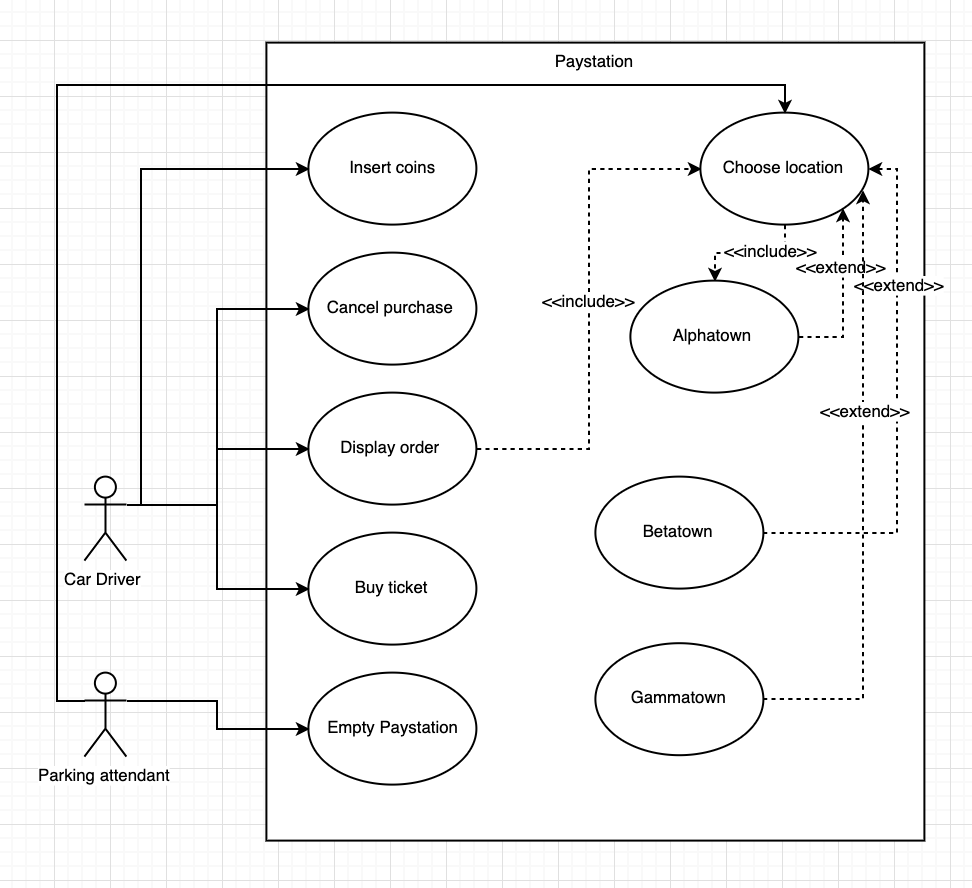 Paystation
Insert coins
Choose location
<<include>>
<<extend>>
<<extend>>
<<include>>
Cancel purchase
Alphatown
<<extend>>
Display order
Betatown
Car Driver
Buy ticket
Gammatown
Empty Paystation
Parking attendant